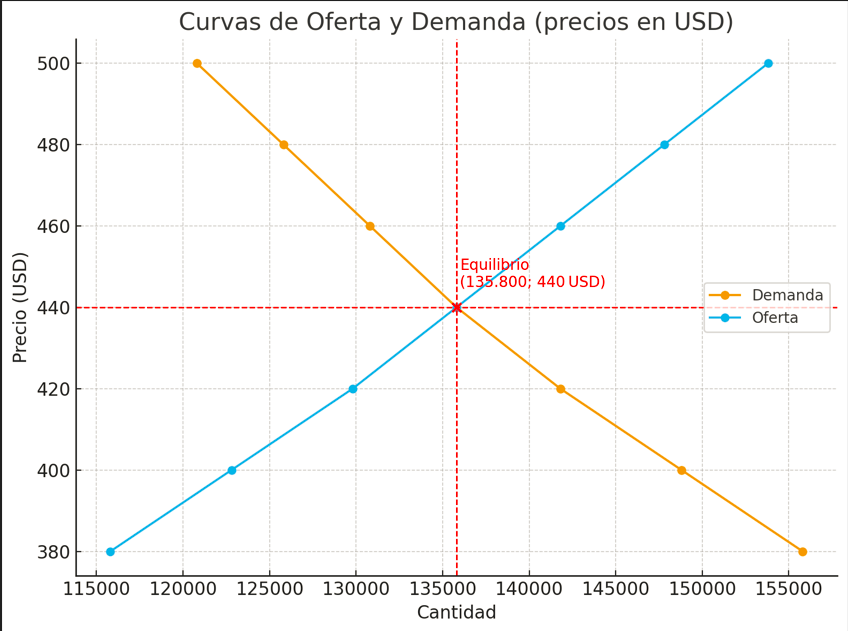 Curvas de Oferta y Demanda (precios en USD)
Precio (USD)
500
480
460
440
420
400
380
Equilibrio
(135.800; 440 USD)
Demanda
Oferta
115000 120000 125000 130000 135000 140000 145000 150000 155000
Cantidad